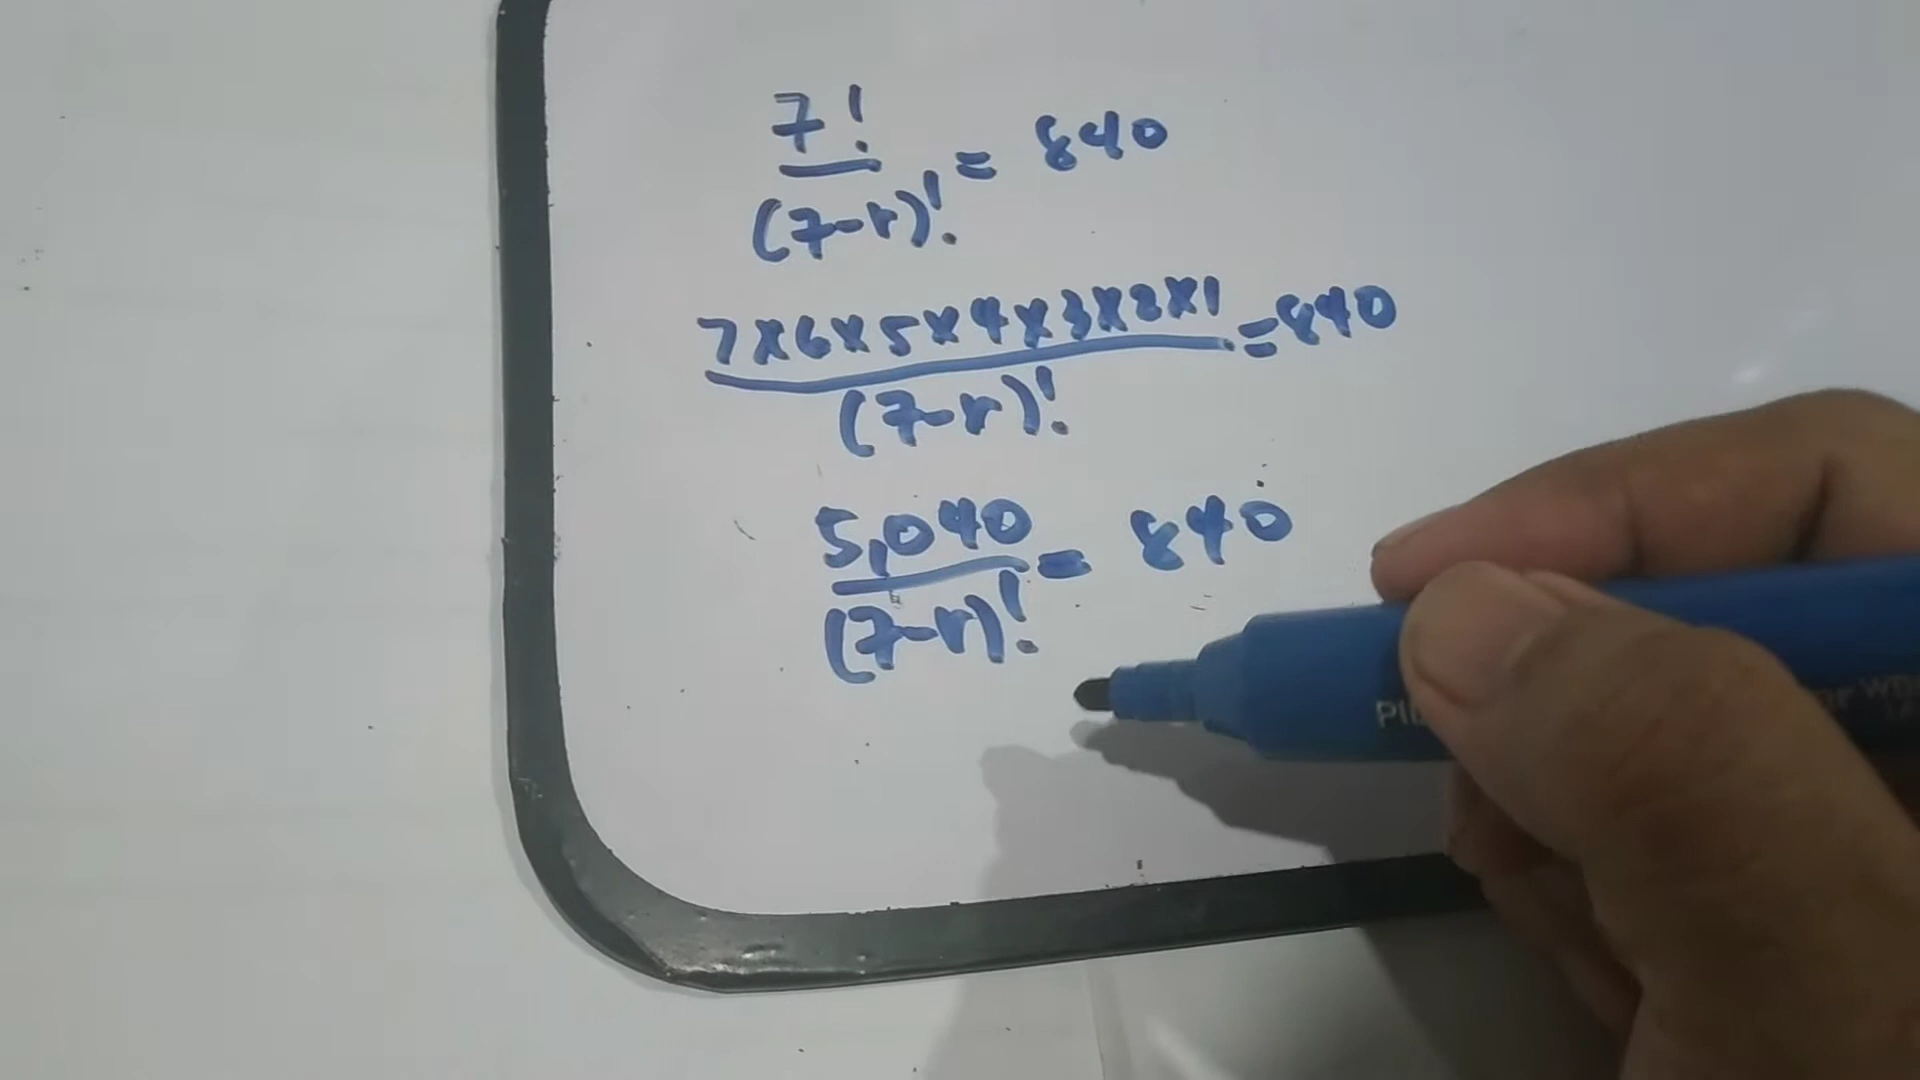 7!
(7-r)! = 840
7x6x5x4x3x2x1
(7-r)! = 840
5,040
(7-r)! = 840